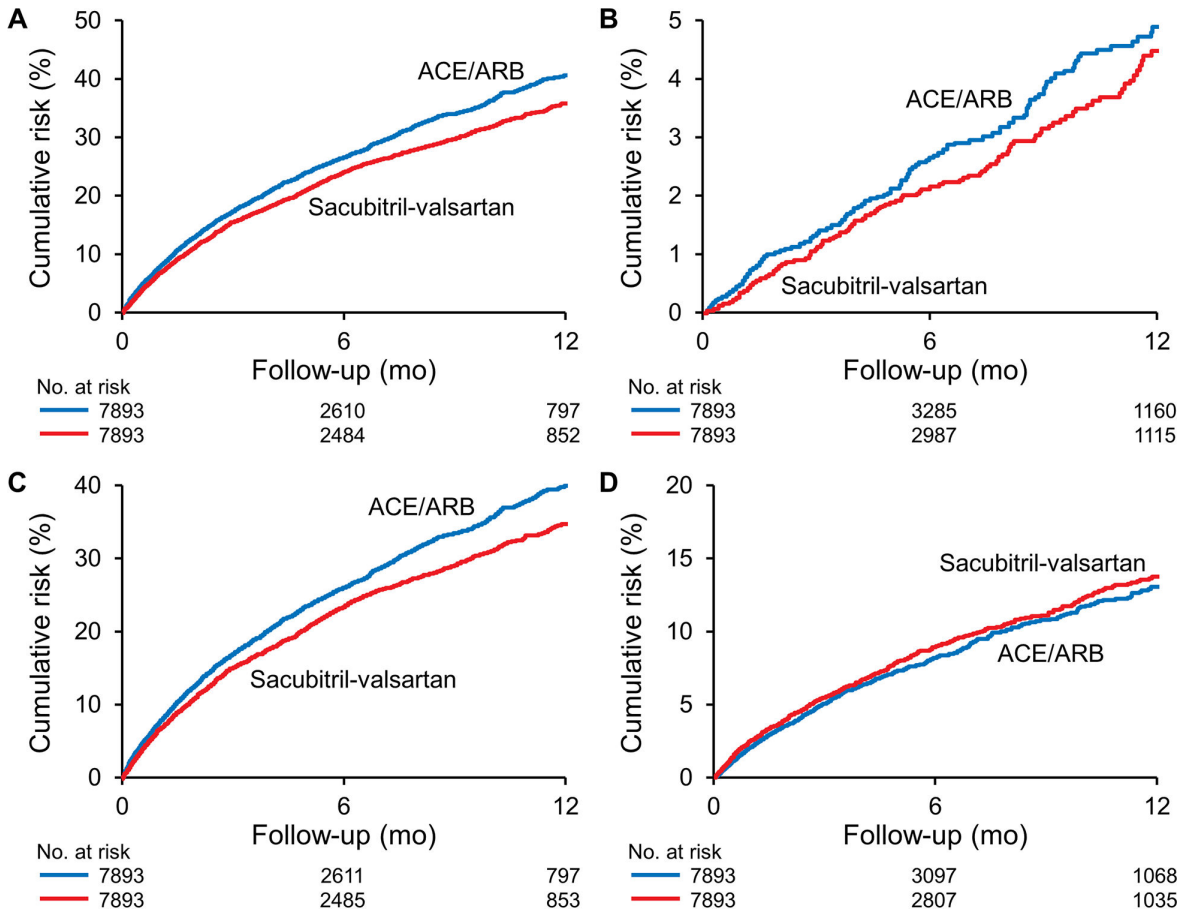 A
Cumulative risk (%)
50
40
30
20
10
0
ACE/ARB
Sacubitril-valsartan
0 6 12
Follow-up (mo)
No. at risk
7893 2610 797
7893 2484 852
B
Cumulative risk (%)
5
4
3
2
1
0
ACE/ARB
Sacubitril-valsartan
0 6 12
Follow-up (mo)
No. at risk
7893 3285 1160
7893 2987 1115
C
Cumulative risk (%)
40
30
20
10
0
ACE/ARB
Sacubitril-valsartan
0 6 12
Follow-up (mo)
No. at risk
7893 2611 797
7893 2485 853
D
Cumulative risk (%)
20
15
10
5
0
Sacubitril-valsartan
ACE/ARB
0 6 12
Follow-up (mo)
No. at risk
7893 3097 1068
7893 2807 1035